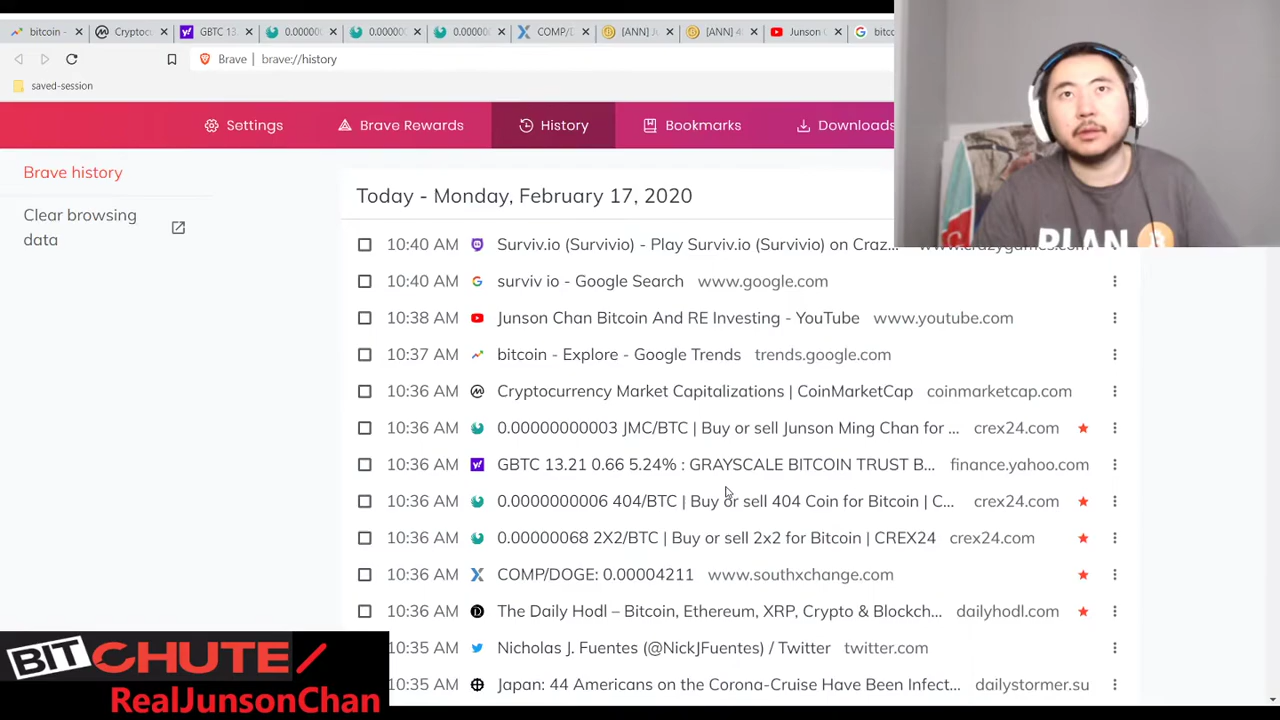 bitcoin -
Cryptoc
GBTC 13.
0.00000
0.0000
0.0000
COMP/D
[ANN] J
[ANN] 4
Junson
bitc
Brave | brave://history
saved-session
Settings
Brave Rewards
History
Bookmarks
Downloads
PLAN B
Brave history
Clear browsing
data
Today - Monday, February 17, 2020
10:40 AM Surviv.io (Survivio) - Play Surviv.io (Survivio) on Craz... www.crazygames.com
10:40 AM surviv io - Google Search www.google.com
10:38 AM Junson Chan Bitcoin And RE Investing - YouTube www.youtube.com
10:37 AM bitcoin - Explore - Google Trends trends.google.com
10:36 AM Cryptocurrency Market Capitalizations | CoinMarketCap coinmarketcap.com
10:36 AM 0.00000000003 JMC/BTC | Buy or sell Junson Ming Chan for ... crex24.com
10:36 AM GBTC 13.21 0.66 5.24% : GRAYSCALE BITCOIN TRUST B... finance.yahoo.com
10:36 AM 0.0000000006 404/BTC | Buy or sell 404 Coin for Bitcoin | C... crex24.com
10:36 AM 0.00000068 2X2/BTC | Buy or sell 2x2 for Bitcoin | CREX24 crex24.com
10:36 AM COMP/DOGE: 0.00004211 www.southxchange.com
10:36 AM The Daily Hodl – Bitcoin, Ethereum, XRP, Crypto & Blockch... dailyhodl.com
10:35 AM Nicholas J. Fuentes (@NickJFuentes) / Twitter twitter.com
10:35 AM Japan: 44 Americans on the Corona-Cruise Have Been Infect... dailystormer.su
BITCHUTE/
RealJunsonChan